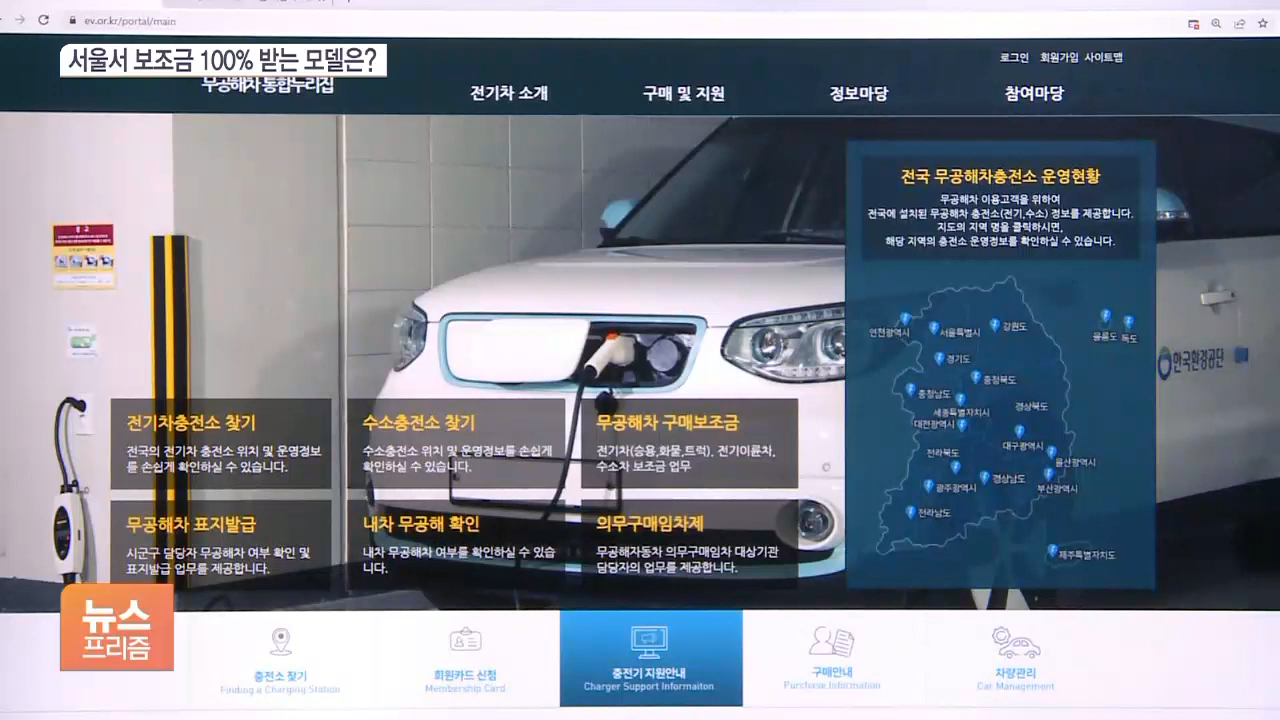 ev.or.kr/portal/main
서울서 보조금 100% 받는 모델은?
무공해차 통합누리집
로그인 회원가입 사이트맵
전기차 소개 구매 및 지원 정보마당 참여마당
전국 무공해차충전소 운영현황
무공해차 이용고객을 위하여
전국에 설치된 무공해차 충전소(전기,수소) 정보를 제공합니다.
지도의 지역 명을 클릭하시면,
해당 지역의 충전소 운영정보를 확인하실 수 있습니다.
인천광역시
서울특별시
강원도
울릉도
독도
경기도
충청북도
충청남도
세종특별자치시
경상북도
대전광역시
대구광역시
전라북도
울산광역시
경상남도
광주광역시
부산광역시
전라남도
제주특별자치도
한국환경공단
전기차충전소 찾기
전국의 전기차 충전소 위치 및 운영정보
를 손쉽게 확인하실 수 있습니다.
수소충전소 찾기
수소충전소 위치 및 운영정보를 손쉽게
확인하실 수 있습니다.
무공해차 구매보조금
전기차(승용,화물,트럭), 전기이륜차,
수소차 보조금 업무
무공해차 표지발급
시군구 담당자 무공해차 여부 확인 및
표지발급 업무를 제공합니다.
내차 무공해 확인
내차 무공해차 여부를 확인하실 수 있습
니다.
의무구매임차제
무공해자동차 의무구매임차 대상기관
담당자의 업무를 제공합니다.
뉴스
프리즘
충전소 찾기
Finding a Charging Station
회원카드 신청
Membership Card
충전기 지원안내
Charger Support Informaiton
구매안내
Purchase Information
차량관리
Car Management